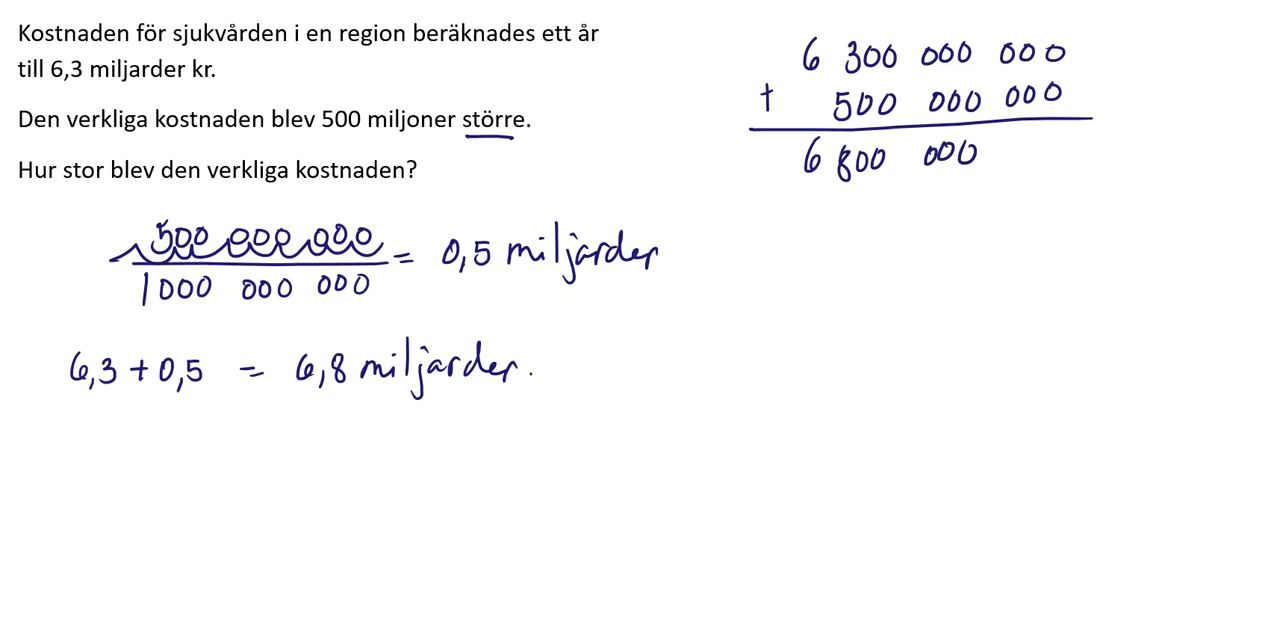 Kostnaden för sjukvården i en region beräknades ett år
till 6,3 miljarder kr.
Den verkliga kostnaden blev 500 miljoner större.
Hur stor blev den verkliga kostnaden?
500 000 000
1 000 000 000
= 0,5 miljarder
6,3 + 0,5 = 6,8 miljarder.
6 300 000 000
+ 500 000 000
6 800 000